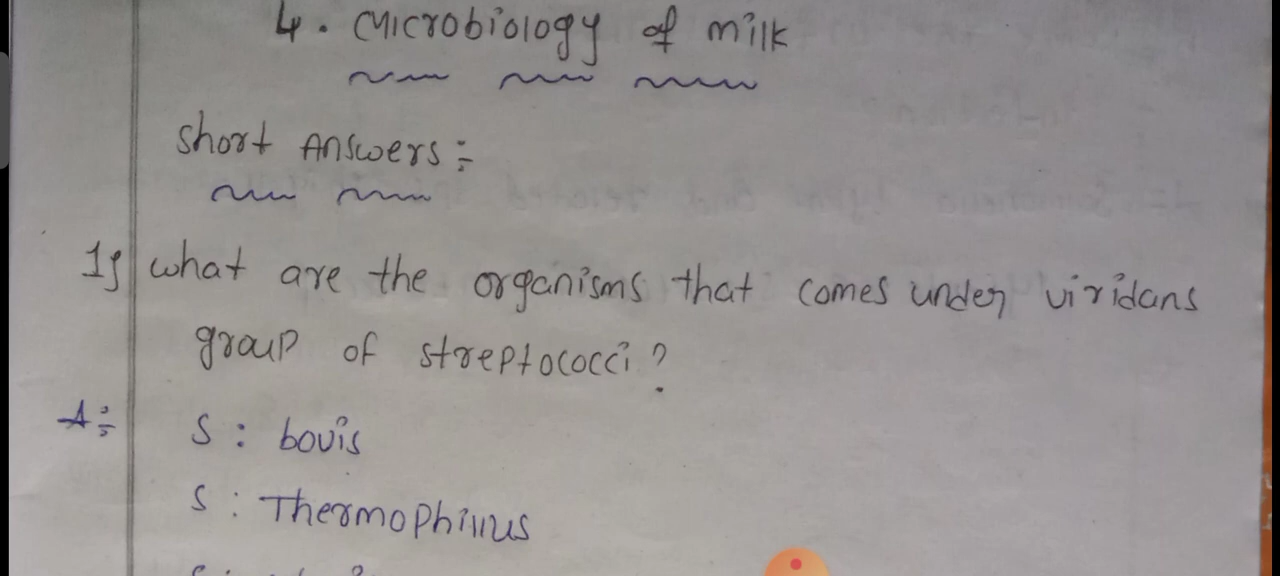 4. Microbiology of milk
short Answers :-
1) what are the organisms that comes under viridans
group of streptococci?
A :- S : bovis
S : Thermophillus